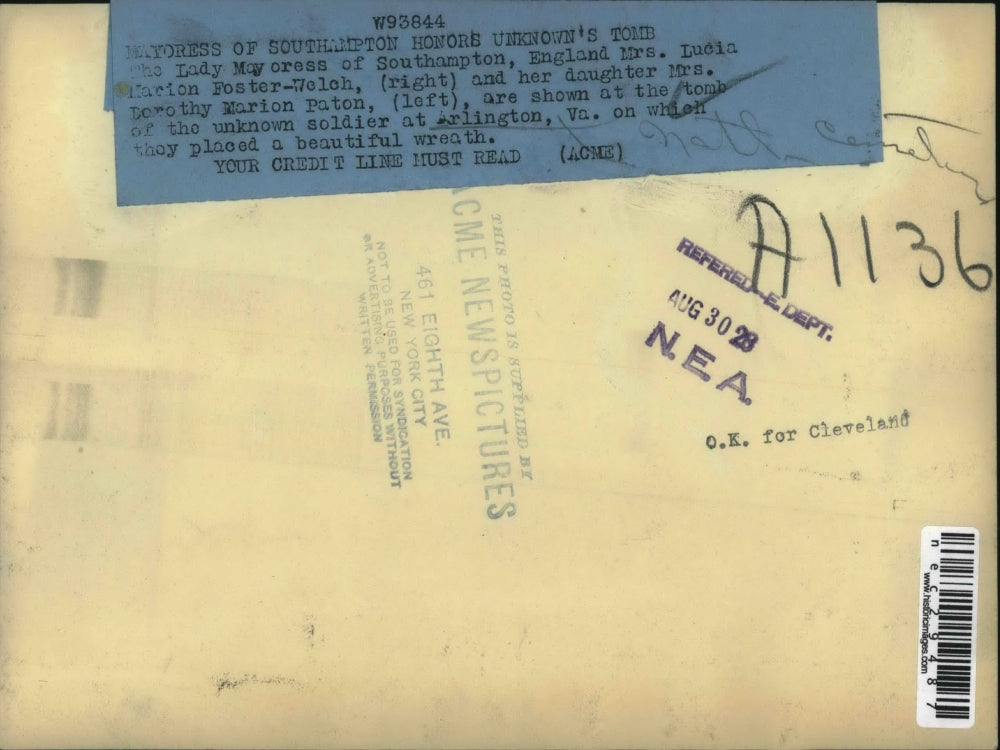 W93844
MAYORESS OF SOUTHAMPTON HONORS UNKNOWN'S TOMB
The Lady Mayoress of Southampton, England Mrs. Lucia
Marion Foster-Welch, (right) and her daughter Mrs.
Dorothy Marion Paton, (left), are shown at the tomb
of the unknown soldier at Arlington, Va. on which
they placed a beautiful wreath.
YOUR CREDIT LINE MUST READ (ACME)
Natl. Cemetery
A1136
REFERED-E. DEPT.
AUG 30 28
N.E.A.
O.K. for Cleveland
THIS PHOTO IS SUPPLIED BY
ACME NEWSPICTURES
461 EIGHTH AVE.
NEW YORK CITY
NOT TO BE USED FOR SYNDICATION
OR ADVERTISING PURPOSES WITHOUT
WRITTEN PERMISSION
nec29487
www.historicimages.com